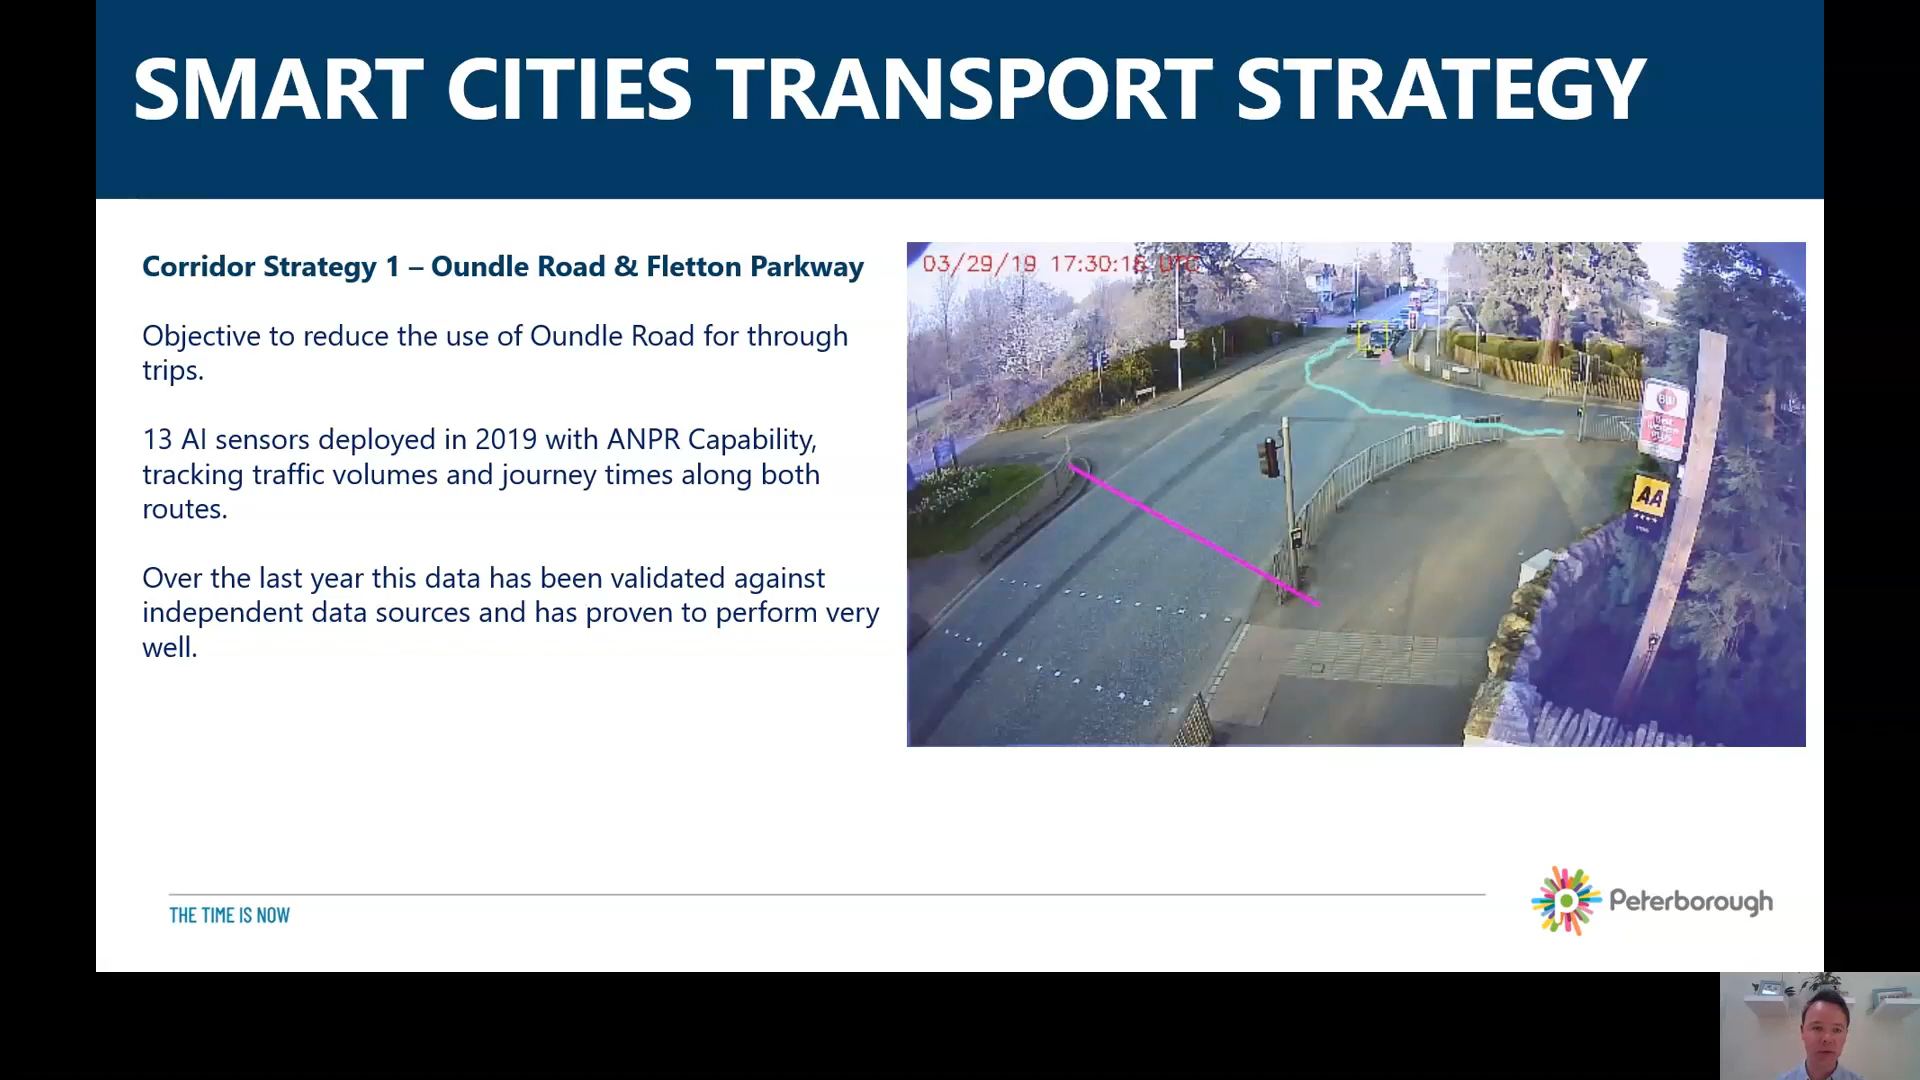 SMART CITIES TRANSPORT STRATEGY
Corridor Strategy 1 – Oundle Road & Fletton Parkway
Objective to reduce the use of Oundle Road for through
trips.
13 AI sensors deployed in 2019 with ANPR Capability,
tracking traffic volumes and journey times along both
routes.
Over the last year this data has been validated against
independent data sources and has proven to perform very
well.
03/29/19 17:30:18 UTC
AA
THE TIME IS NOW
Peterborough